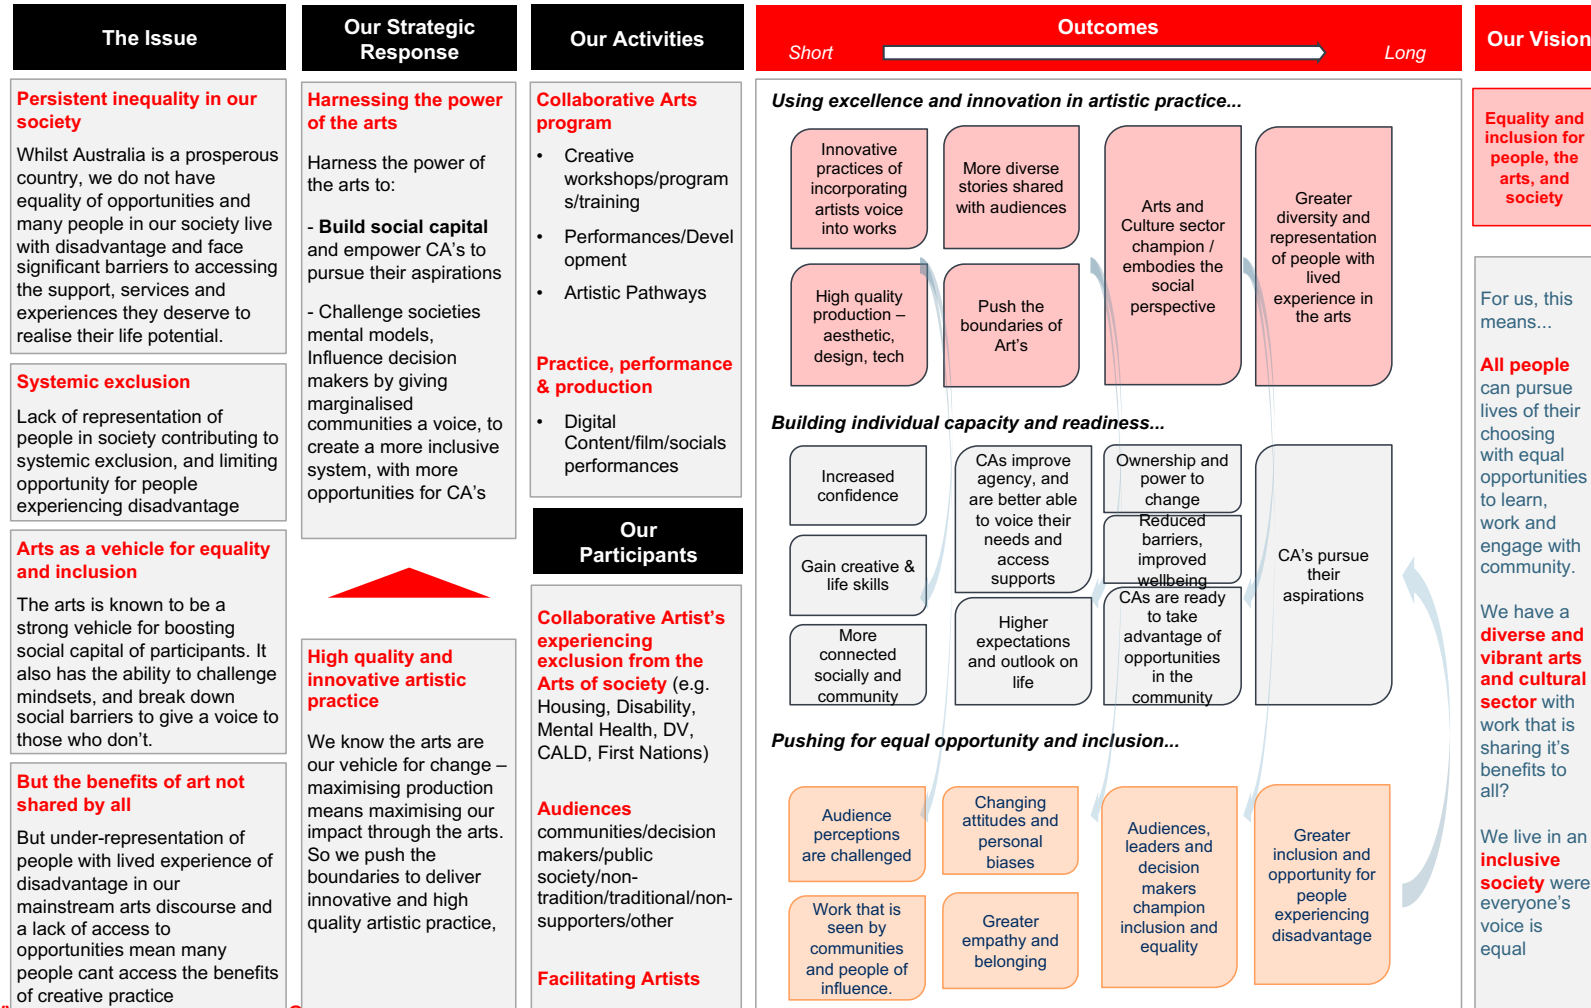 The Issue
Persistent inequality in our
society
Whilst Australia is a prosperous
country, we do not have
equality of opportunities and
many people in our society live
with disadvantage and face
significant barriers to accessing
the support, services and
experiences they deserve to
realise their life potential.
Systemic exclusion
Lack of representation of
people in society contributing to
systemic exclusion, and limiting
opportunity for people
experiencing disadvantage
Arts as a vehicle for equality
and inclusion
The arts is known to be a
strong vehicle for boosting
social capital of participants. It
also has the ability to challenge
mindsets, and break down
social barriers to give a voice to
those who don't.
But the benefits of art not
shared by all
But under-representation of
people with lived experience of
disadvantage in our
mainstream arts discourse and
a lack of access to
opportunities mean many
people cant access the benefits
of creative practice
Our Strategic
Response
Harnessing the power
of the arts
Harness the power of
the arts to:
- Build social capital
and empower CA's to
pursue their aspirations
- Challenge societies
mental models,
Influence decision
makers by giving
marginalised
communities a voice, to
create a more inclusive
system, with more
opportunities for CA's
High quality and
innovative artistic
practice
We know the arts are
our vehicle for change –
maximising production
means maximising our
impact through the arts.
So we push the
boundaries to deliver
innovative and high
quality artistic practice,
Our Activities
Collaborative Arts
program
• Creative
workshops/program
s/training
• Performances/Devel
opment
• Artistic Pathways
Practice, performance
& production
• Digital
Content/film/socials
performances
Our
Participants
Collaborative Artist's
experiencing
exclusion from the
Arts of society (e.g.
Housing, Disability,
Mental Health, DV,
CALD, First Nations)
Audiences
communities/decision
makers/public
society/non-
tradition/traditional/non-
supporters/other
Facilitating Artists
Outcomes
Short
Long
Using excellence and innovation in artistic practice...
Innovative
practices of
incorporating
artists voice
into works
More diverse
stories shared
with audiences
High quality
production –
aesthetic,
design, tech
Push the
boundaries of
Art's
Arts and
Culture sector
champion /
embodies the
social
perspective
Greater
diversity and
representation
of people with
lived
experience in
the arts
Building individual capacity and readiness...
Increased
confidence
Gain creative &
life skills
More
connected
socially and
community
CAs improve
agency, and
are better able
to voice their
needs and
access
supports
Higher
expectations
and outlook on
life
Ownership and
power to
change
Reduced
barriers,
improved
wellbeing
CAs are ready
to take
advantage of
opportunities
in the
community
CA's pursue
their
aspirations
Pushing for equal opportunity and inclusion...
Audience
perceptions
are challenged
Work that is
seen by
communities
and people of
influence.
Changing
attitudes and
personal
biases
Greater
empathy and
belonging
Audiences,
leaders and
decision
makers
champion
inclusion and
equality
Greater
inclusion and
opportunity for
people
experiencing
disadvantage
Our Vision
Equality and
inclusion for
people, the
arts, and
society
For us, this
means...
All people
can pursue
lives of their
choosing
with equal
opportunities
to learn,
work and
engage with
community.
We have a
diverse and
vibrant arts
and cultural
sector with
work that is
sharing it's
benefits to
all?
We live in an
inclusive
society were
everyone's
voice is
equal